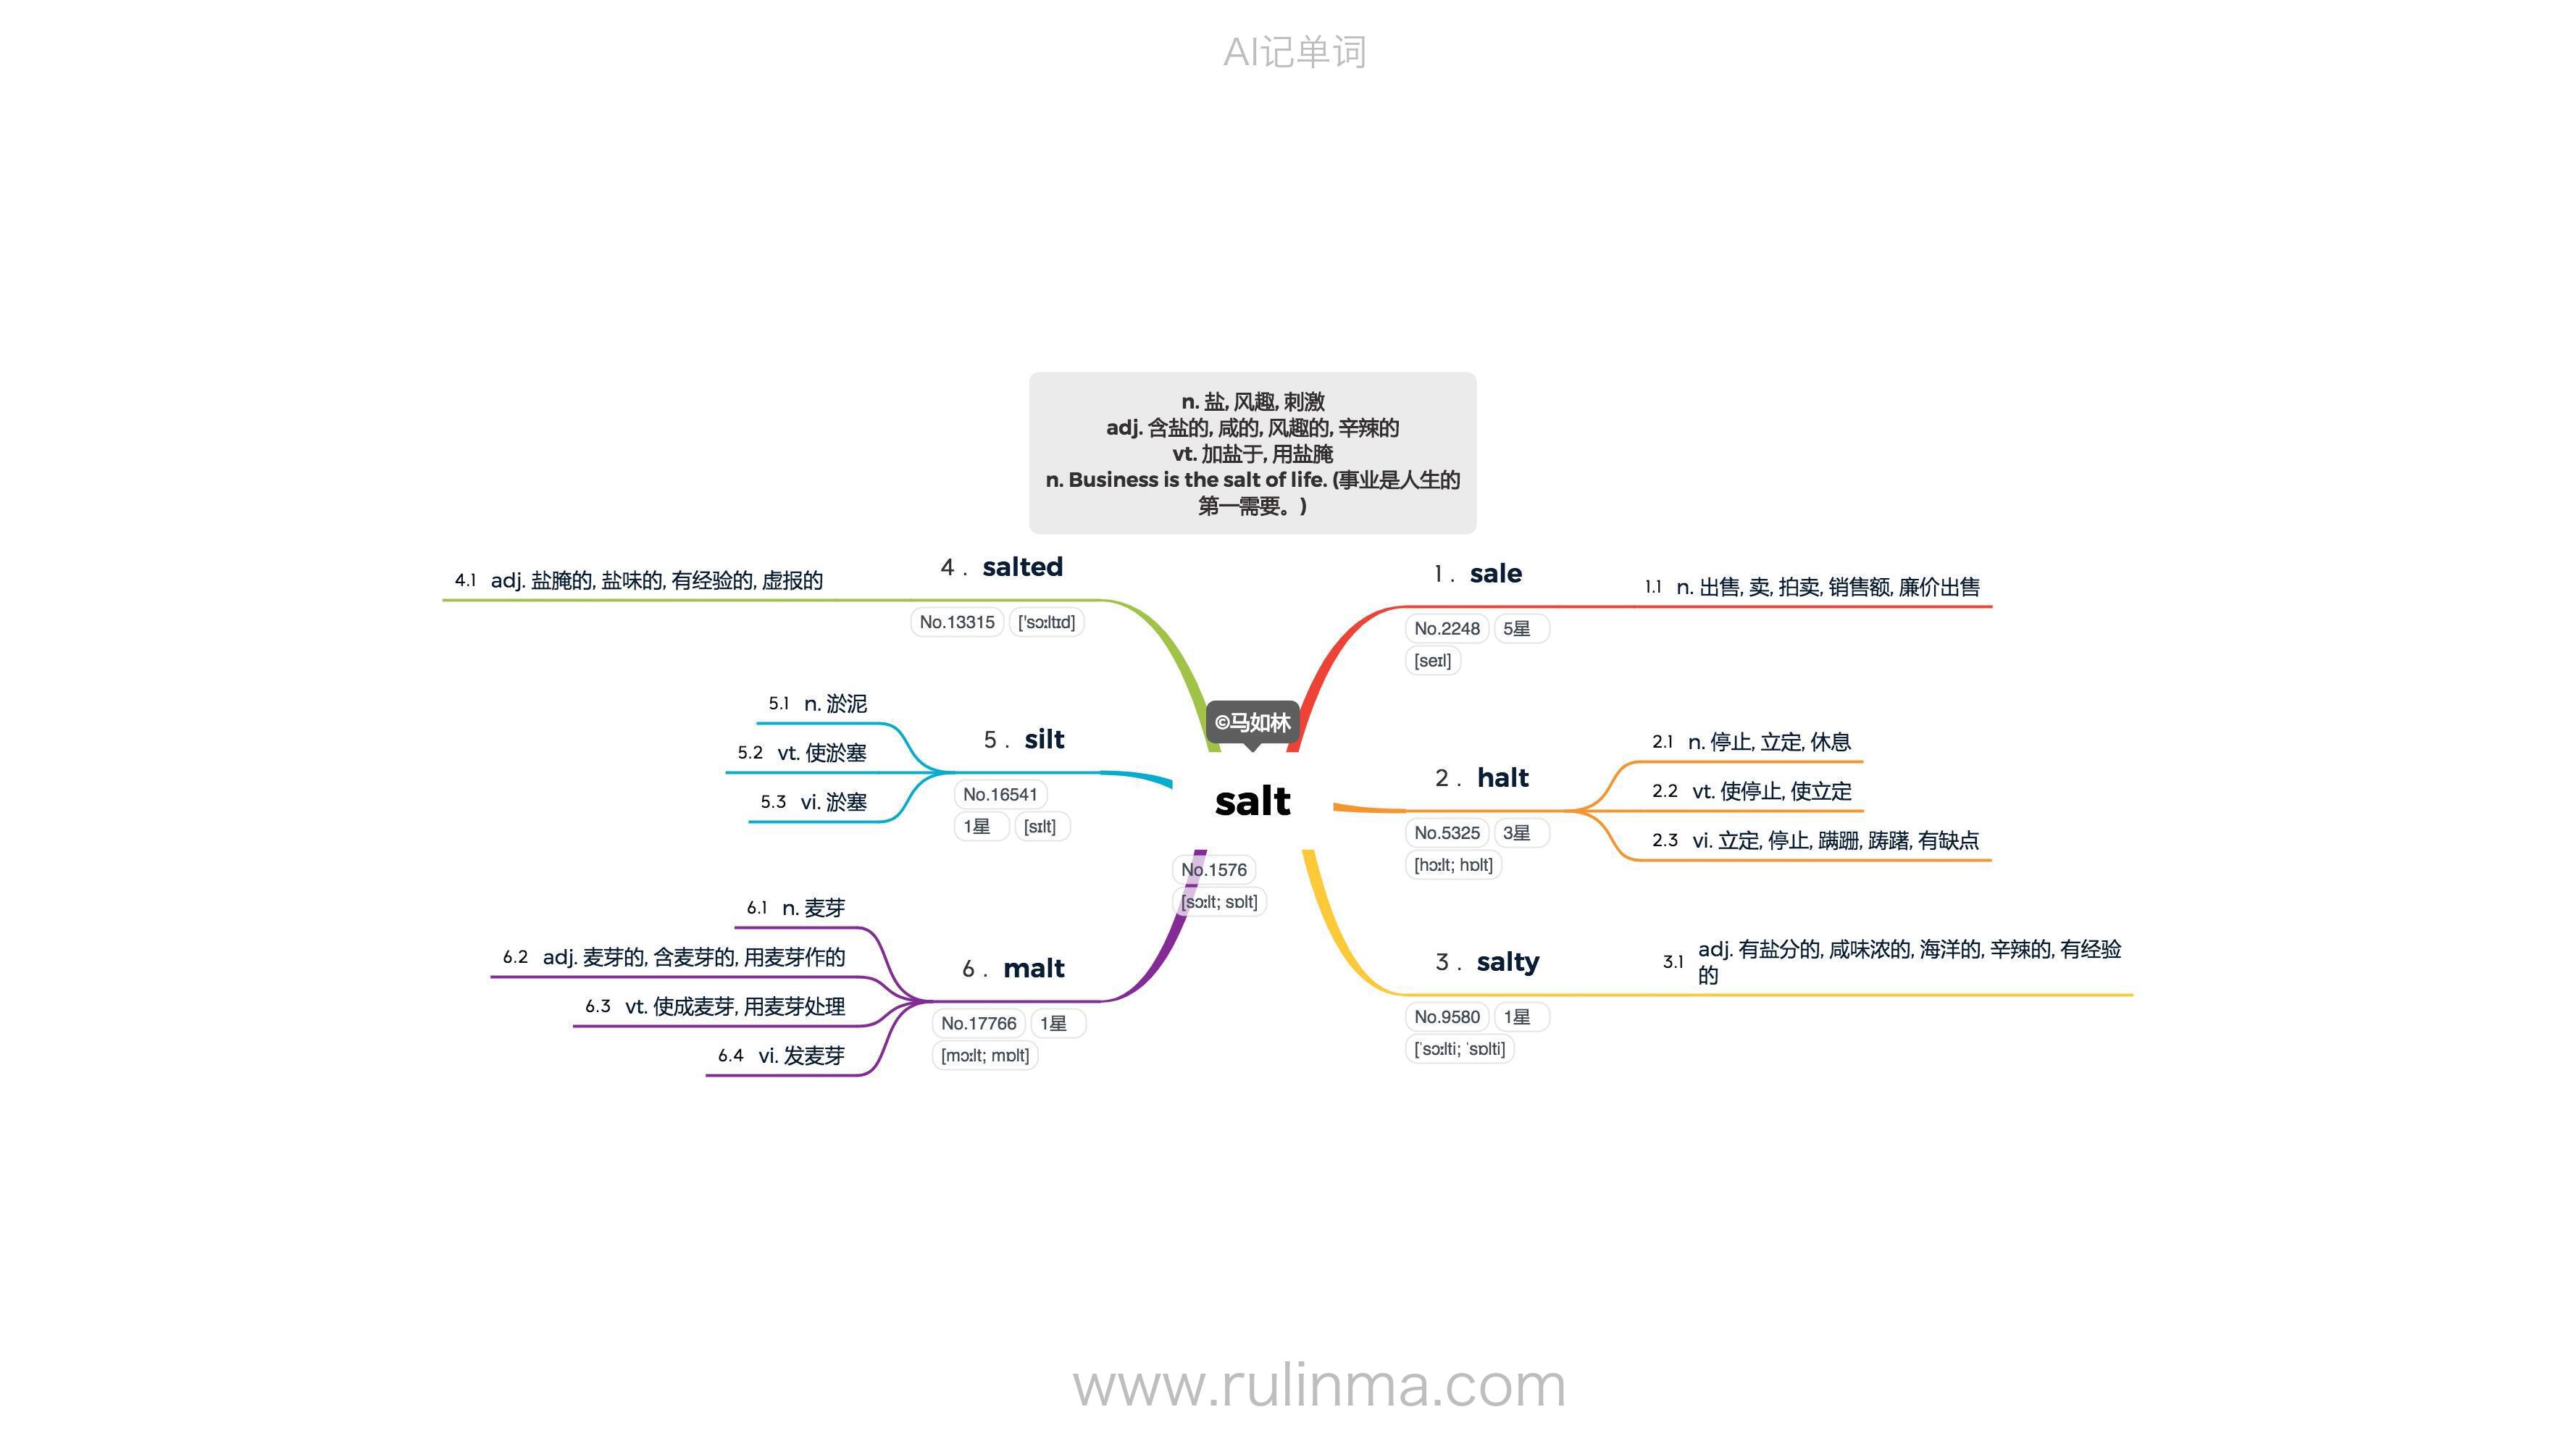 AI记单词
n. 盐, 风趣, 刺激
adj. 含盐的, 咸的, 风趣的, 辛辣的
vt. 加盐于, 用盐腌
n. Business is the salt of life. (事业是人生的
第一需要。)
©马如林
salt
No.1576
[sɔːlt; sɒlt]
1. sale
No.2248 5星
[seɪl]
1.1 n. 出售, 卖, 拍卖, 销售额, 廉价出售
2. halt
No.5325 3星
[hɔːlt; hɒlt]
2.1 n. 停止, 立定, 休息
2.2 vt. 使停止, 使立定
2.3 vi. 立定, 停止, 蹒跚, 踌躇, 有缺点
3. salty
No.9580 1星
[ˈsɔːlti; ˈsɒlti]
3.1 adj. 有盐分的, 咸味浓的, 海洋的, 辛辣的, 有经验
的
4. salted
No.13315 ['sɔːltɪd]
4.1 adj. 盐腌的, 盐味的, 有经验的, 虚报的
5. silt
No.16541
1星 [sɪlt]
5.1 n. 淤泥
5.2 vt. 使淤塞
5.3 vi. 淤塞
6. malt
No.17766 1星
[mɔːlt; mɒlt]
6.1 n. 麦芽
6.2 adj. 麦芽的, 含麦芽的, 用麦芽作的
6.3 vt. 使成麦芽, 用麦芽处理
6.4 vi. 发麦芽
www.rulinma.com